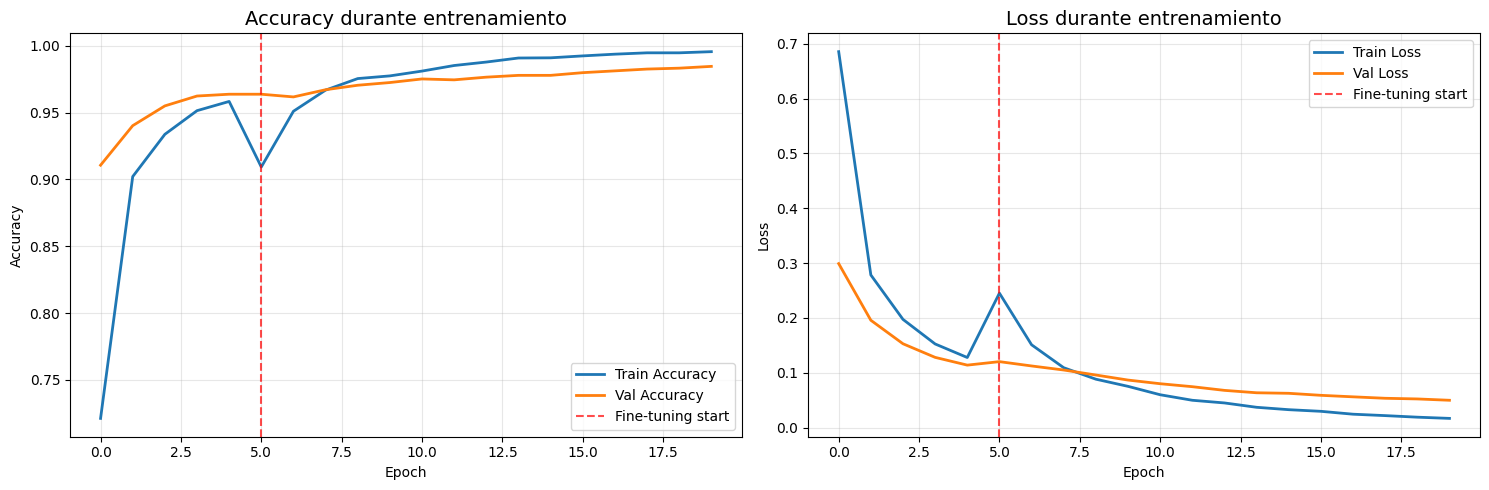 Accuracy durante entrenamiento
Accuracy
1.00
0.95
0.90
0.85
0.80
0.75
0.0 2.5 5.0 7.5 10.0 12.5 15.0 17.5
Epoch
Train Accuracy
Val Accuracy
Fine-tuning start
Loss durante entrenamiento
Loss
0.7
0.6
0.5
0.4
0.3
0.2
0.1
0.0
0.0 2.5 5.0 7.5 10.0 12.5 15.0 17.5
Epoch
Train Loss
Val Loss
Fine-tuning start